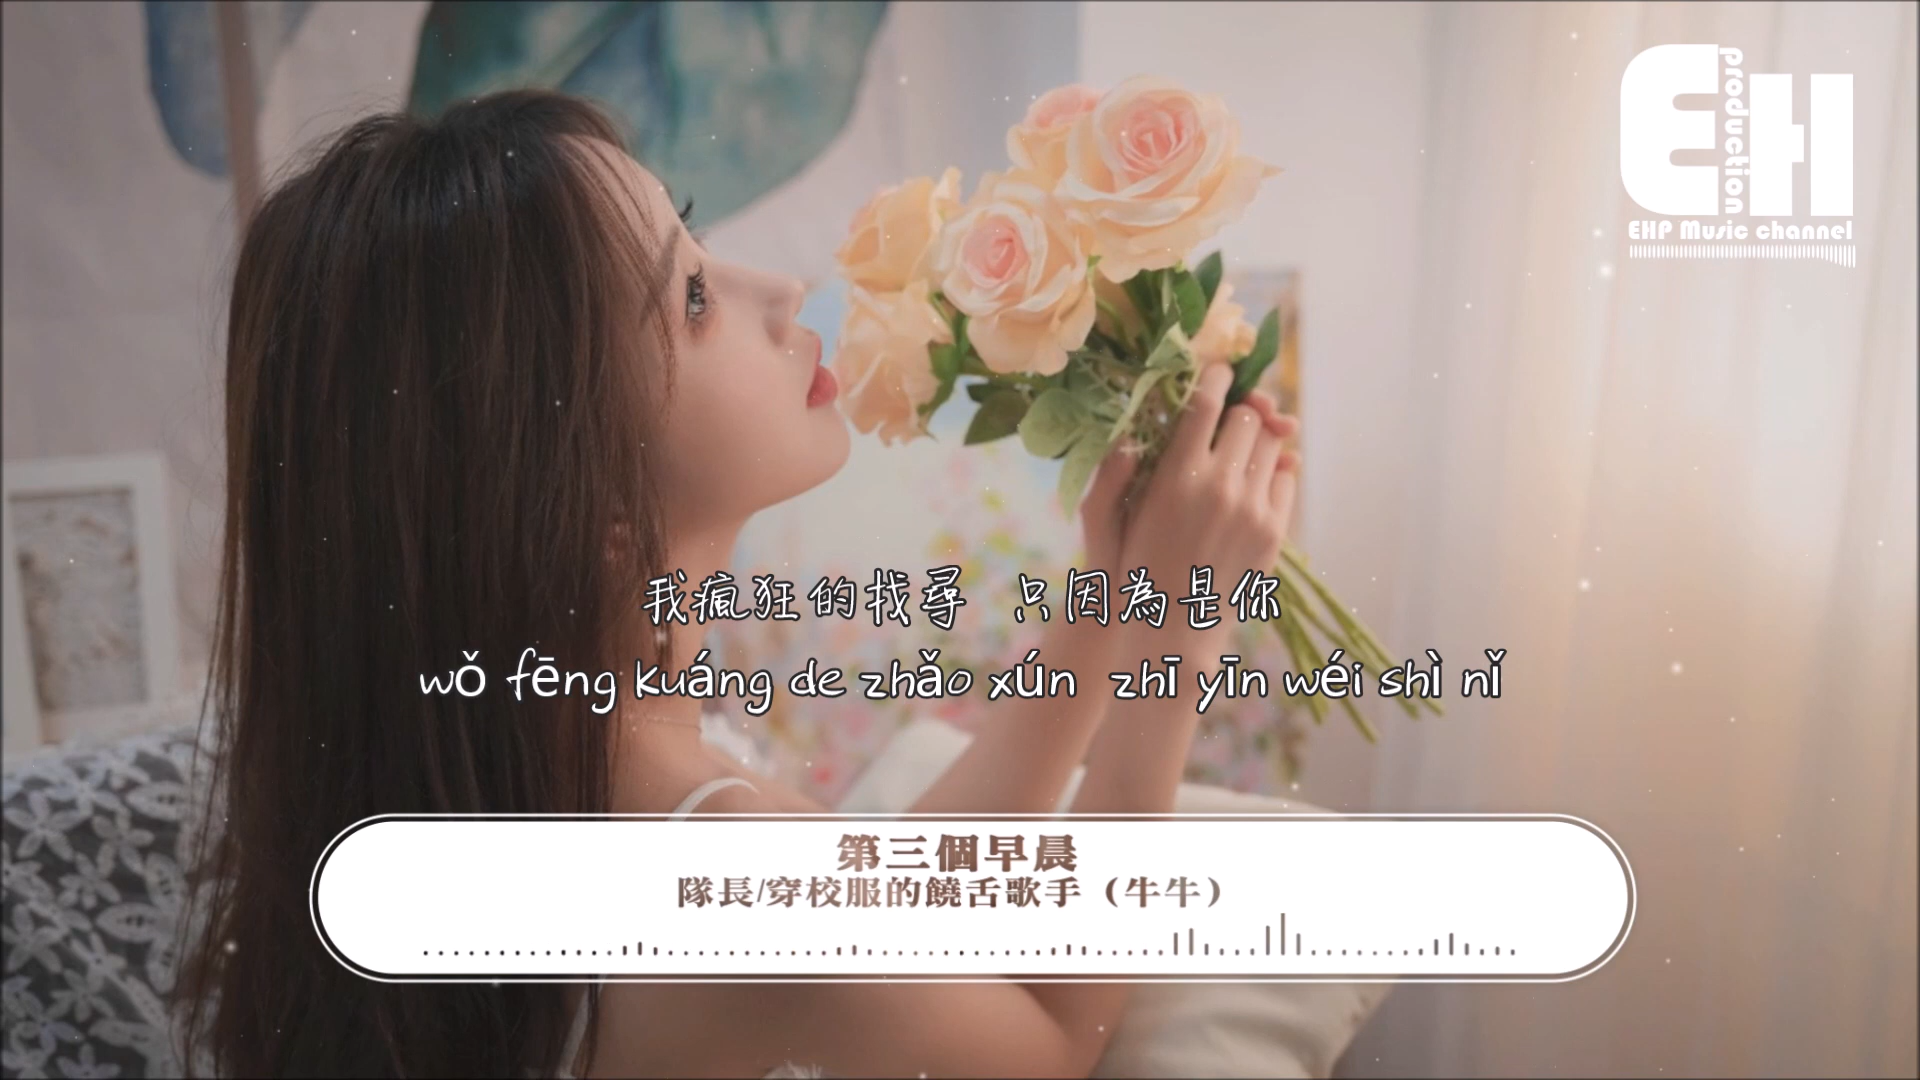 EH
production
EHP Music channel
我瘋狂的找尋 只因為是你
wǒ fēng kuáng de zhǎo xún zhī yīn wéi shì nǐ
第三個早晨
隊長/穿校服的饒舌歌手（牛牛）